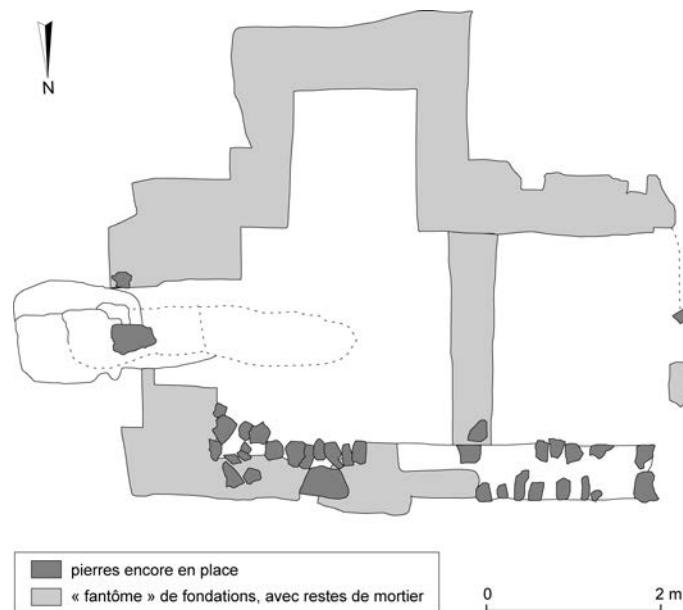 N
pierres encore en place
« fantôme » de fondations, avec restes de mortier
0 2 m